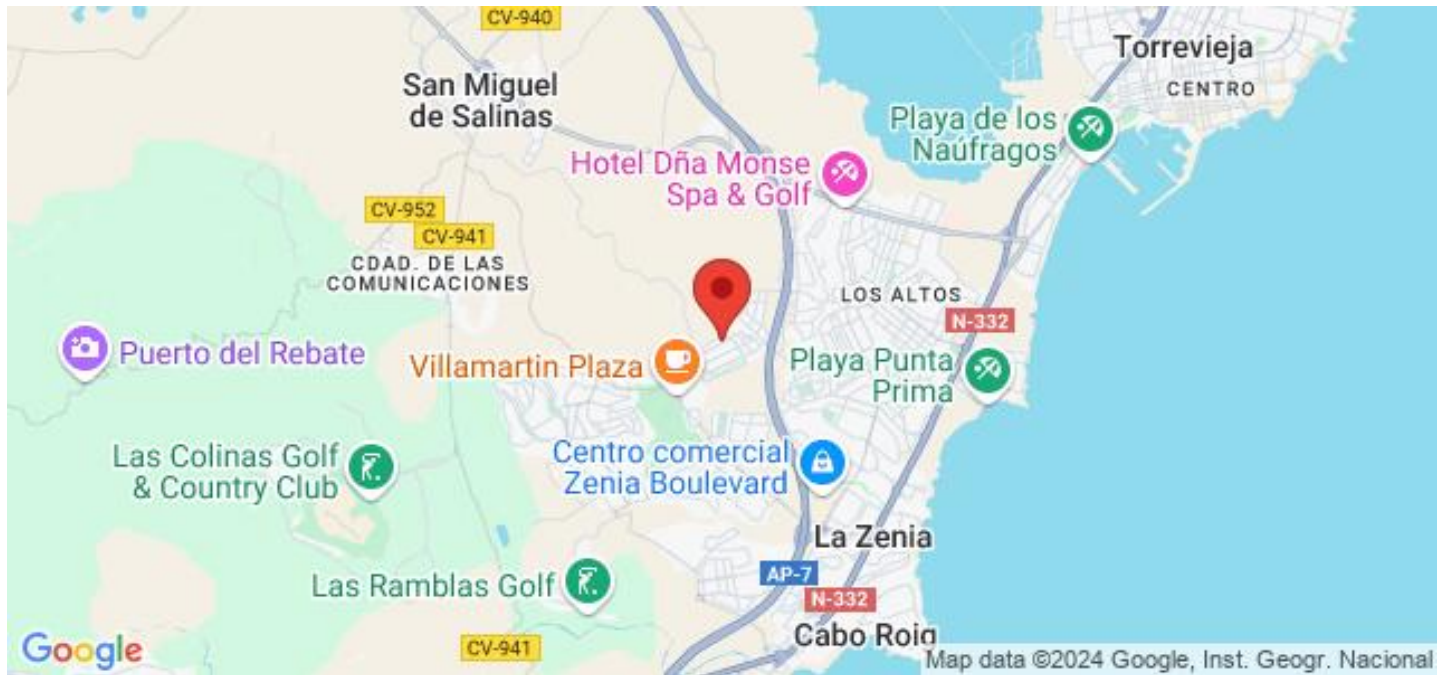 CV-940
Torrevieja
CENTRO
San Miguel
de Salinas
Playa de los
Naúfragos
Hotel Dña Monse
Spa & Golf
CV-952
CV-941
CDAD. DE LAS
COMUNICACIONES
LOS ALTOS
N-332
Puerto del Rebate
Villamartin Plaza
Playa Punta
Prima
Las Colinas Golf
& Country Club
Centro comercial
Zenia Boulevard
La Zenia
AP-7
Las Ramblas Golf
N-332
Cabo Roig
CV-941
Google
Map data ©2024 Google, Inst. Geogr. Nacional